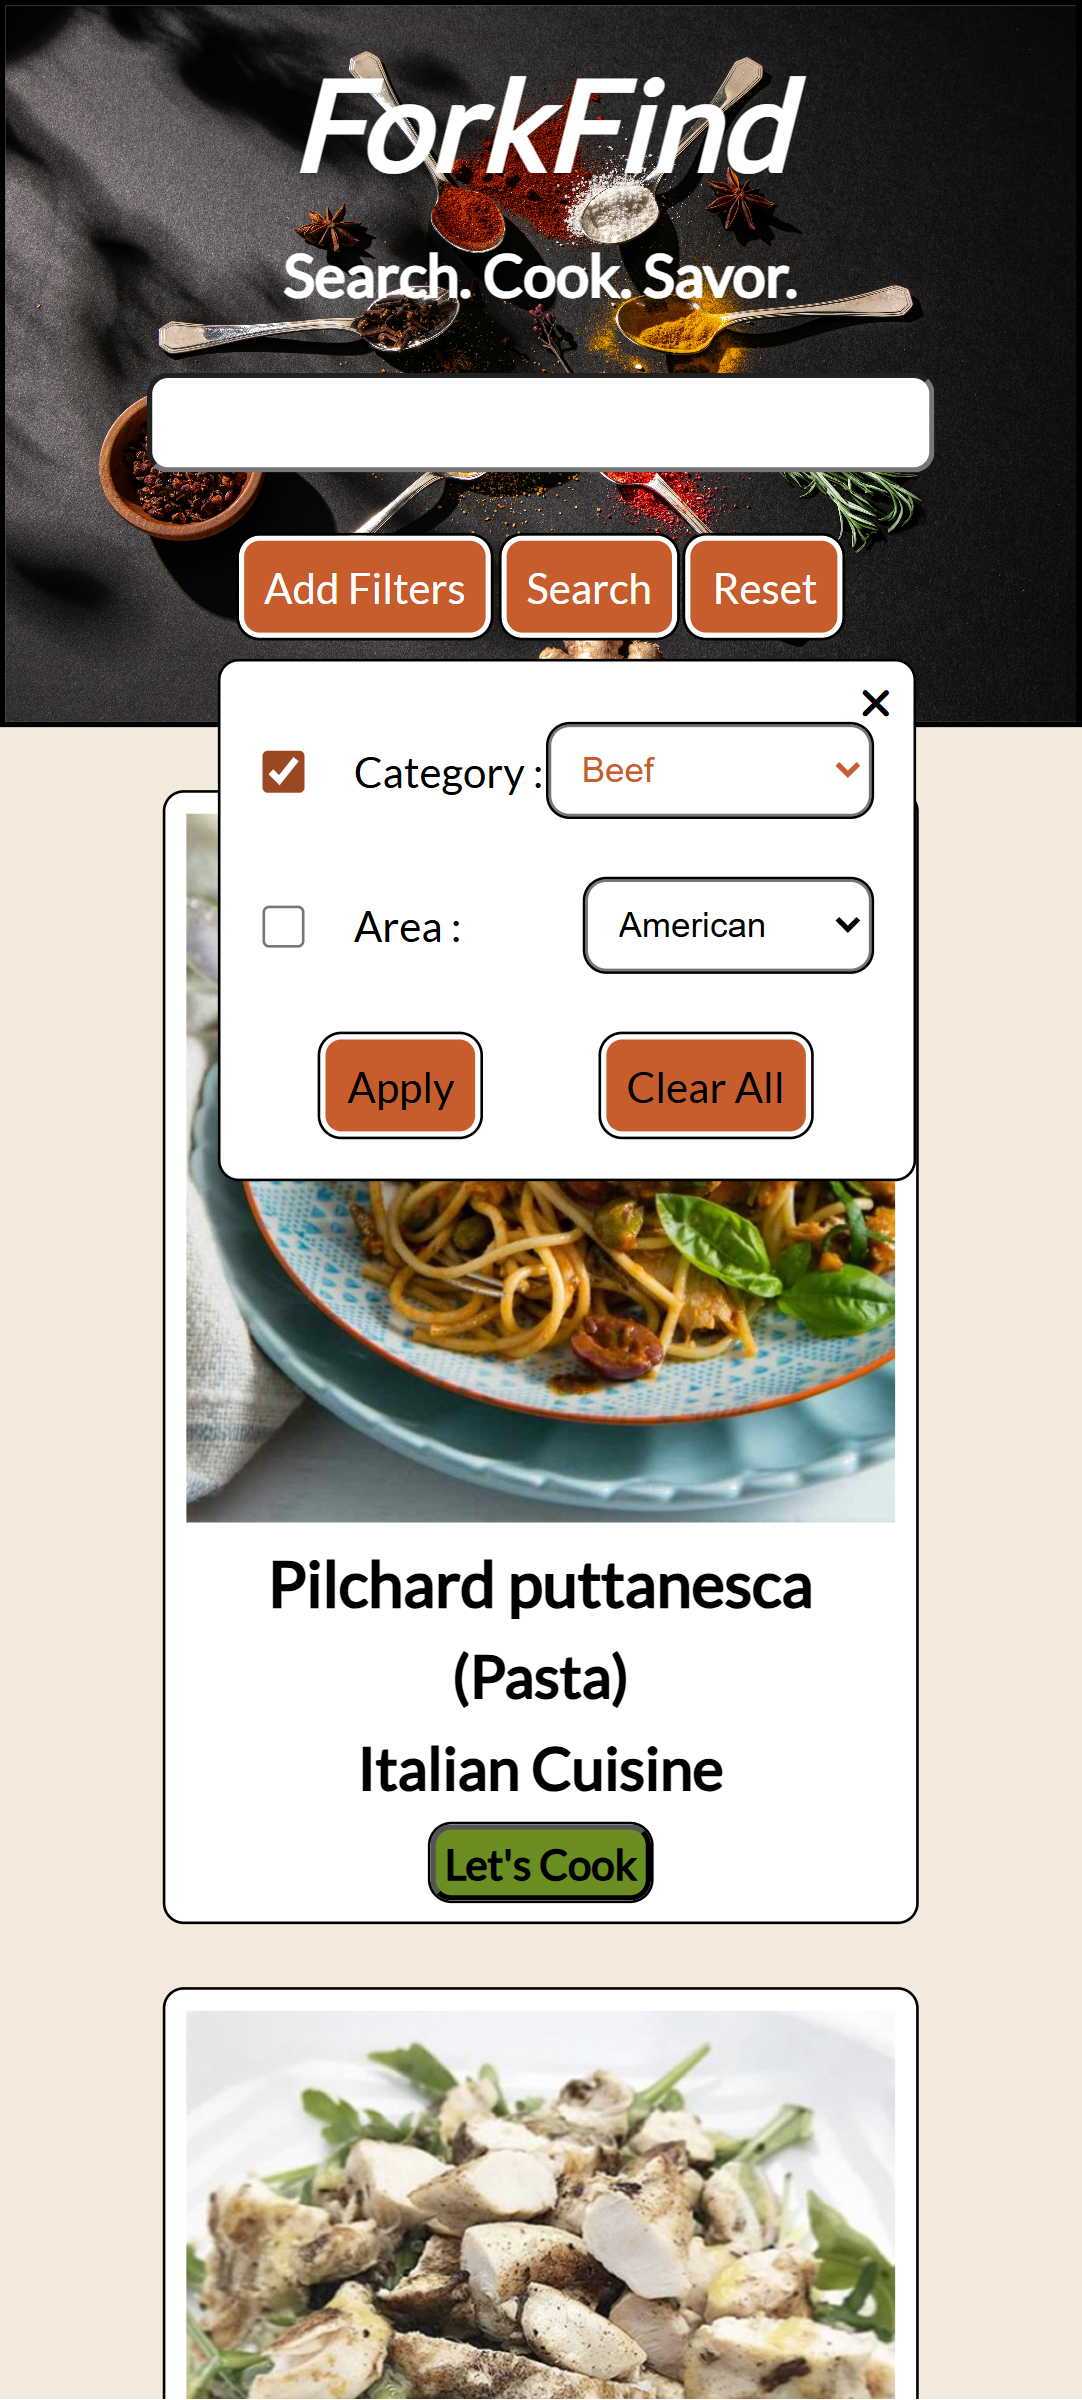 ForkFind
Search. Cook. Savor.
Add Filters Search Reset
Category : Beef
Area : American
Apply Clear All
Pilchard puttanesca
(Pasta)
Italian Cuisine
Let's Cook